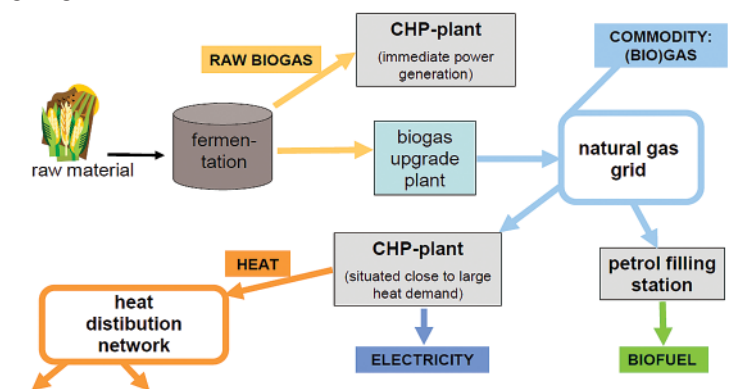 CHP-plant
(immediate power
generation)
COMMODITY:
(BIO)GAS
RAW BIOGAS
fermen-
tation
raw material
biogas
upgrade
plant
natural gas
grid
CHP-plant
(situated close to large
heat demand)
HEAT
petrol filling
station
heat
distibution
network
ELECTRICITY
BIOFUEL